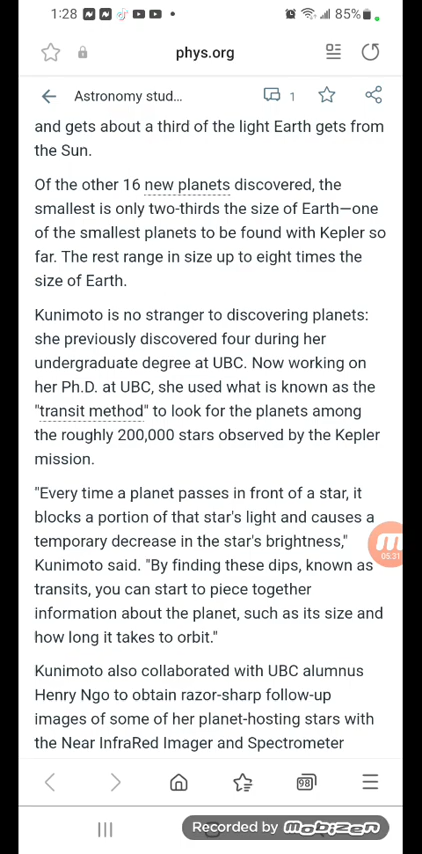 1:28
85%
phys.org
Astronomy stud...
1
and gets about a third of the light Earth gets from
the Sun.
Of the other 16 new planets discovered, the
smallest is only two-thirds the size of Earth—one
of the smallest planets to be found with Kepler so
far. The rest range in size up to eight times the
size of Earth.
Kunimoto is no stranger to discovering planets:
she previously discovered four during her
undergraduate degree at UBC. Now working on
her Ph.D. at UBC, she used what is known as the
"transit method" to look for the planets among
the roughly 200,000 stars observed by the Kepler
mission.
"Every time a planet passes in front of a star, it
blocks a portion of that star's light and causes a
temporary decrease in the star's brightness,"
Kunimoto said. "By finding these dips, known as
transits, you can start to piece together
information about the planet, such as its size and
how long it takes to orbit."
05:31
Kunimoto also collaborated with UBC alumnus
Henry Ngo to obtain razor-sharp follow-up
images of some of her planet-hosting stars with
the Near InfraRed Imager and Spectrometer
98
Recorded by mobizen